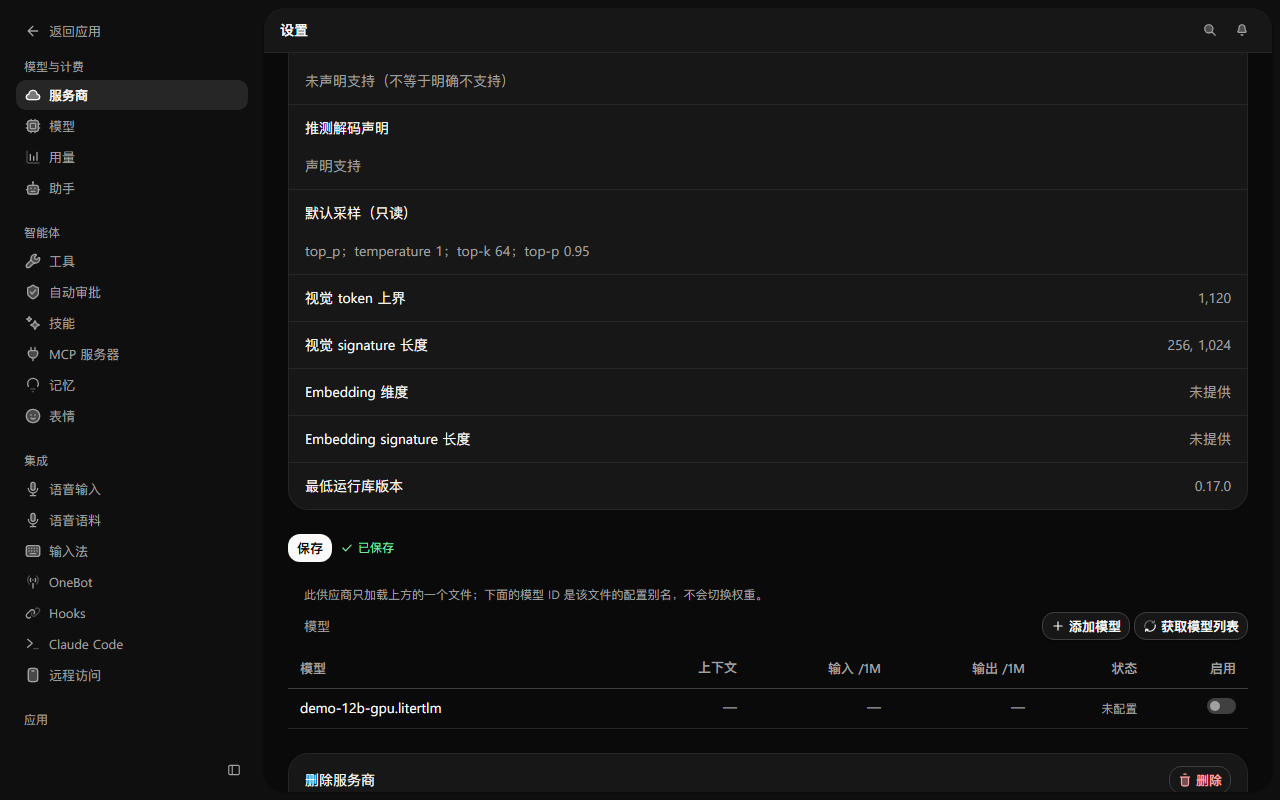 返回应用
模型与计费
服务商
模型
用量
助手
智能体
工具
自动审批
技能
MCP 服务器
记忆
表情
集成
语音输入
语音语料
输入法
OneBot
Hooks
Claude Code
远程访问
应用
设置
未声明支持（不等于明确不支持）
推测解码声明
声明支持
默认采样（只读）
top_p；temperature 1；top-k 64；top-p 0.95
视觉 token 上界 1,120
视觉 signature 长度 256, 1,024
Embedding 维度 未提供
Embedding signature 长度 未提供
最低运行库版本 0.17.0
保存 已保存
此供应商只加载上方的一个文件；下面的模型 ID 是该文件的配置别名，不会切换权重。
模型 添加模型 获取模型列表
模型 上下文 输入 /1M 输出 /1M 状态 启用
demo-12b-gpu.litertlm — — — 未配置
删除服务商 删除